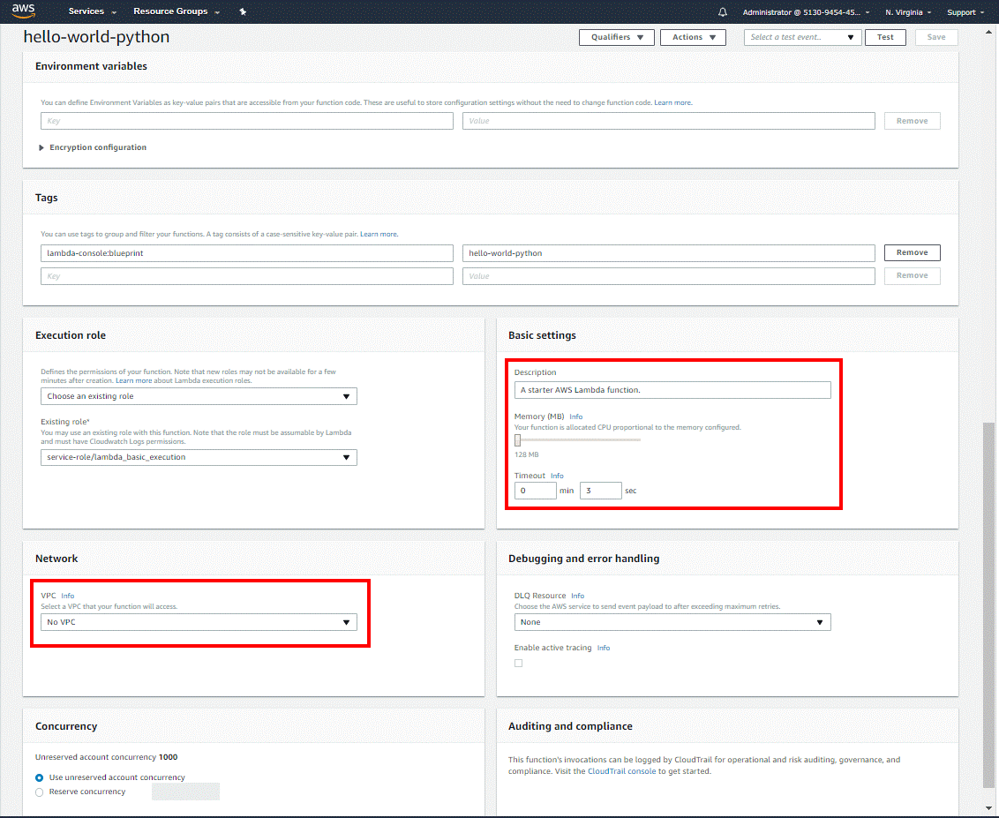 aws
Services
Resource Groups
Administrator @ 5130-9454-45...
N. Virginia
Support
hello-world-python
Qualifiers
Actions
Select a test event..
Test
Save
Environment variables
You can define Environment Variables as key-value pairs that are accessible from your function code. These are useful to store configuration settings without the need to change function code. Learn more.
Key
Value
Remove
Encryption configuration
Tags
You can use tags to group and filter your functions. A tag consists of a case-sensitive key-value pair. Learn more.
lambda-console:blueprint
hello-world-python
Remove
Key
Value
Remove
Execution role
Defines the permissions of your function. Note that new roles may not be available for a few
minutes after creation. Learn more about Lambda execution roles.
Choose an existing role
Existing role*
You may use an existing role with this function. Note that the role must be assumable by Lambda
and must have Cloudwatch Logs permissions.
service-role/lambda_basic_execution
Basic settings
Description
A starter AWS Lambda function.
Memory (MB) Info
Your function is allocated CPU proportional to the memory configured.
128 MB
Timeout Info
0 min 3 sec
Network
VPC Info
Select a VPC that your function will access.
No VPC
Debugging and error handling
DLQ Resource Info
Choose the AWS service to send event payload to after exceeding maximum retries.
None
Enable active tracing Info
Concurrency
Unreserved account concurrency 1000
Use unreserved account concurrency
Reserve concurrency
Auditing and compliance
This function's invocations can be logged by CloudTrail for operational and risk auditing, governance, and
compliance. Visit the CloudTrail console to get started.